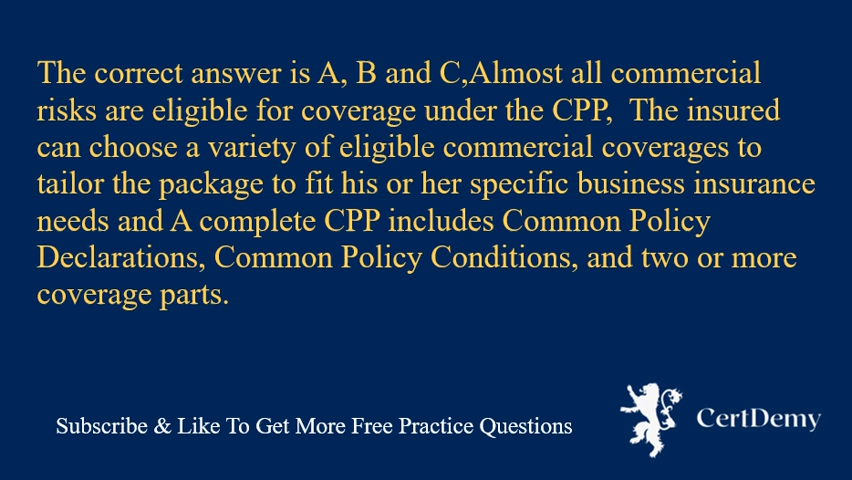 The correct answer is A, B and C,Almost all commercial
risks are eligible for coverage under the CPP,  The insured
can choose a variety of eligible commercial coverages to
tailor the package to fit his or her specific business insurance
needs and A complete CPP includes Common Policy
Declarations, Common Policy Conditions, and two or more
coverage parts.
Subscribe & Like To Get More Free Practice Questions
CertDemy